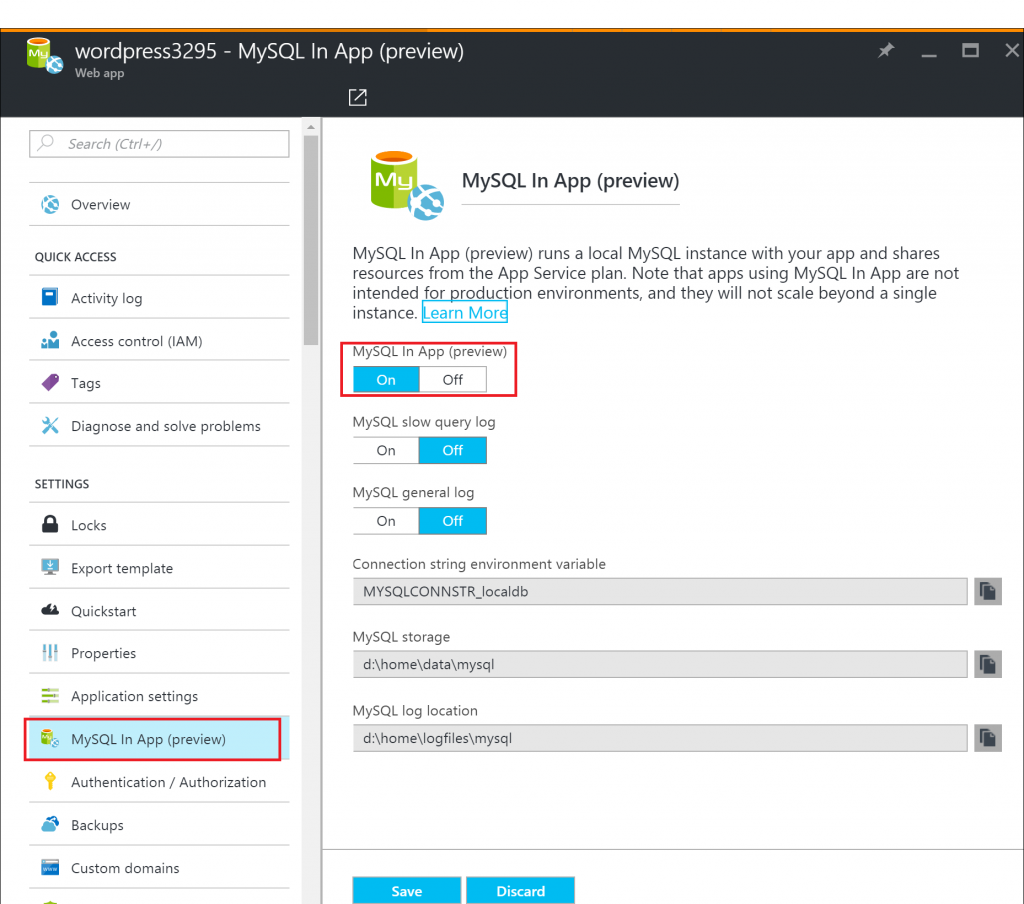 My
wordpress3295 - MySQL In App (preview)
Web app
Search (Ctrl+/)
Overview
QUICK ACCESS
Activity log
Access control (IAM)
Tags
Diagnose and solve problems
SETTINGS
Locks
Export template
Quickstart
Properties
Application settings
MySQL In App (preview)
Authentication / Authorization
Backups
www
Custom domains
My
MySQL In App (preview)
MySQL In App (preview) runs a local MySQL instance with your app and shares
resources from the App Service plan. Note that apps using MySQL In App are not
intended for production environments, and they will not scale beyond a single
instance. Learn More
MySQL In App (preview)
On Off
MySQL slow query log
On Off
MySQL general log
On Off
Connection string environment variable
MYSQLCONNSTR_localdb
MySQL storage
d:\home\data\mysql
MySQL log location
d:\home\logfiles\mysql
Save Discard